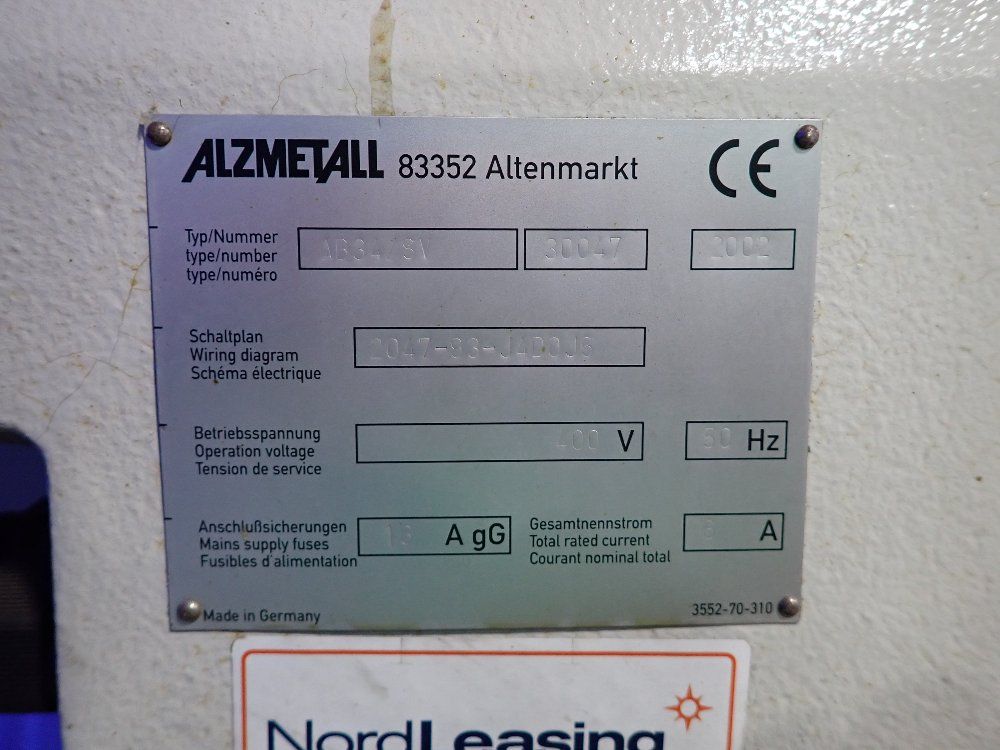 ALZMETALL 83352 Altenmarkt CE
Typ/Nummer
type/number AB34/SV 30047 2002
type/numéro
Schaltplan
Wiring diagram
Schéma électrique
Betriebsspannung
Operation voltage 400 V 50 Hz
Tension de service
Anschlußsicherungen Gesamtnennstrom
Mains supply fuses A gG Total rated current A
Fusibles d'alimentation Courant nominal total
Made in Germany 3552-70-310
NordLeasing